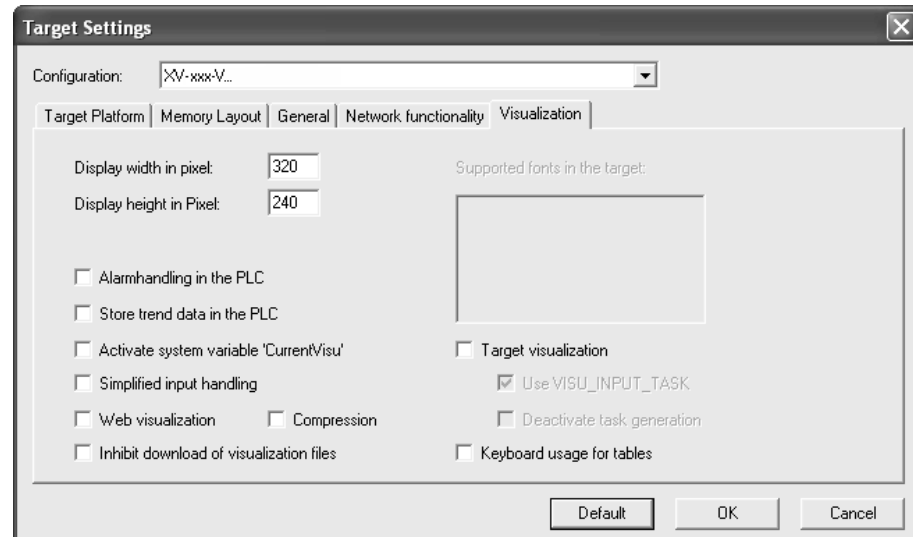 Target Settings
Configuration: XV-xxx-V...
Target Platform Memory Layout General Network functionality Visualization
Display width in pixel: 320
Supported fonts in the target:
Display height in Pixel: 240
Alarmhandling in the PLC
Store trend data in the PLC
Activate system variable 'CurrentVisu'
Target visualization
Simplified input handling
Use VISU_INPUT_TASK
Web visualization Compression
Deactivate task generation
Inhibit download of visualization files
Keyboard usage for tables
Default OK Cancel